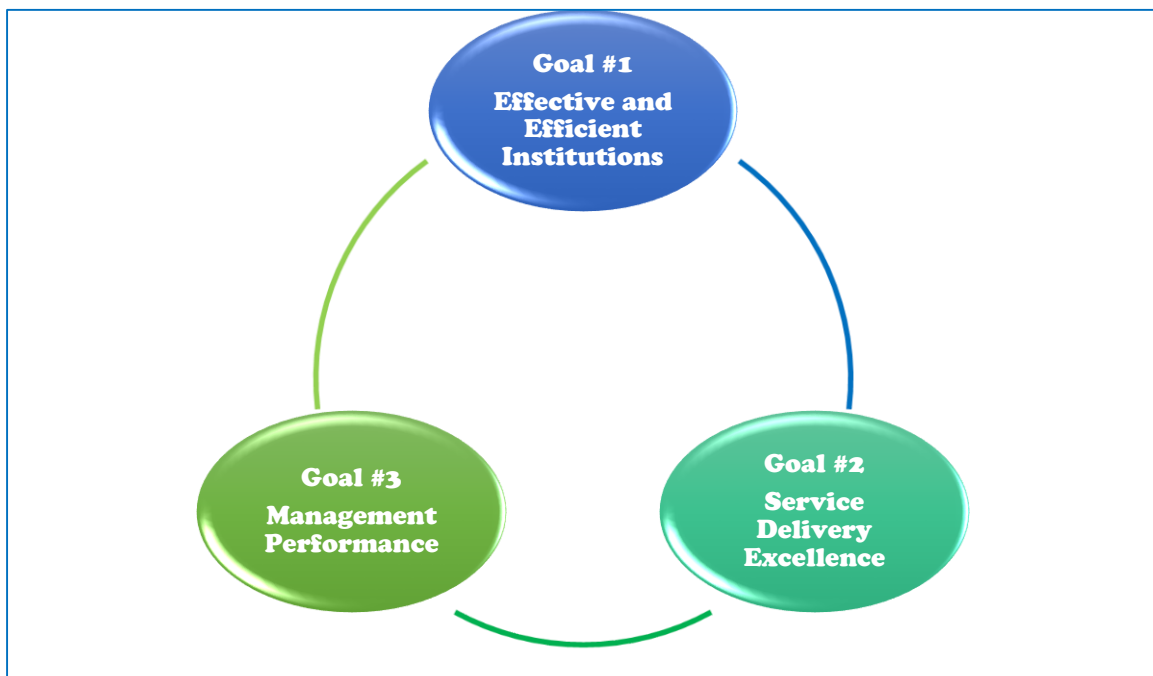 Goal #1
Effective and
Efficient
Institutions
Goal #3
Management
Performance
Goal #2
Service
Delivery
Excellence